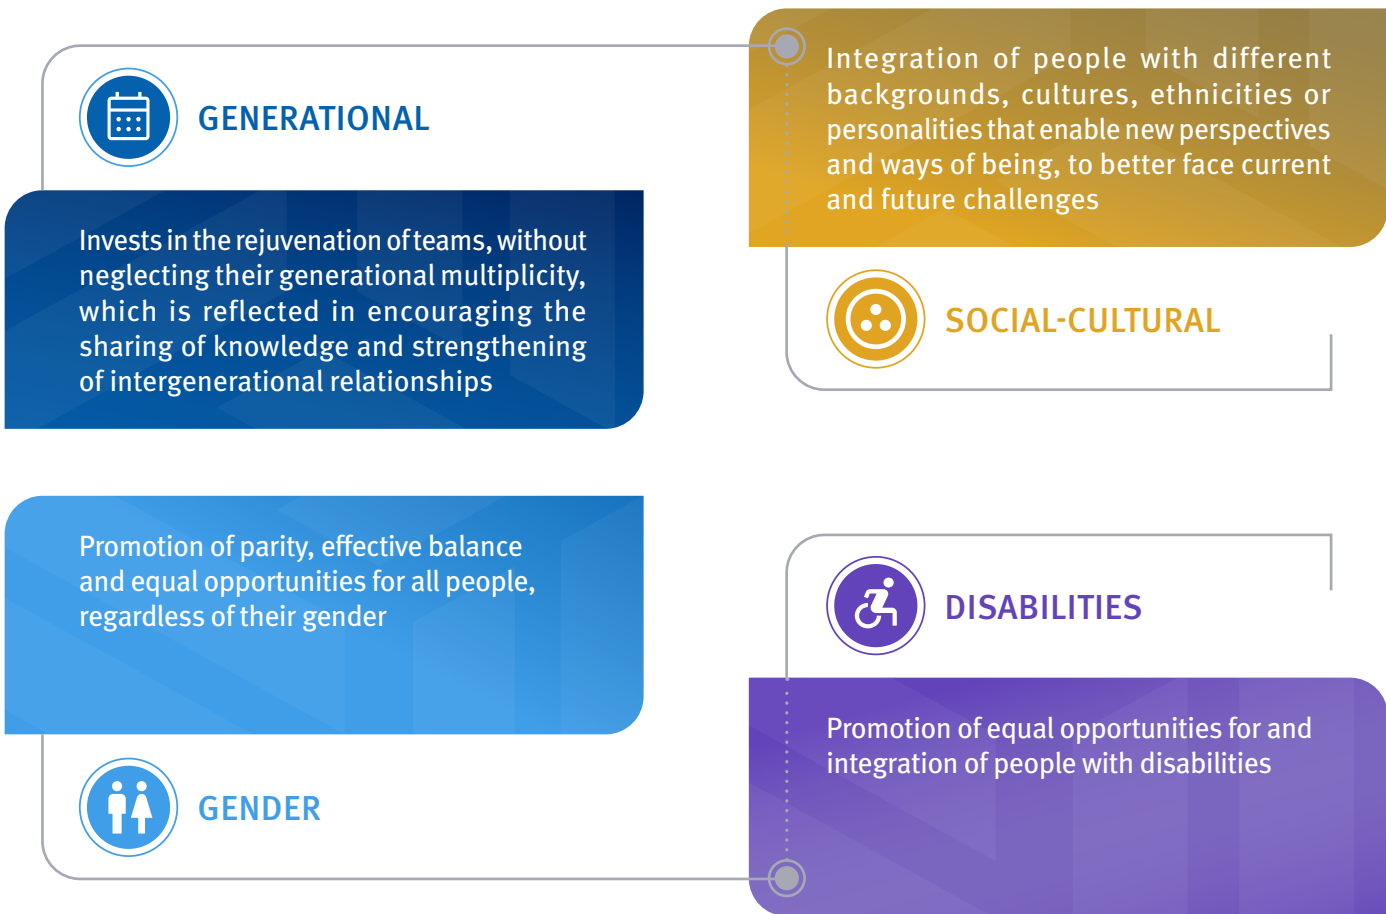 GENERATIONAL
Invests in the rejuvenation of teams, without
neglecting their generational multiplicity,
which is reflected in encouraging the
sharing of knowledge and strengthening
of intergenerational relationships
Integration of people with different
backgrounds, cultures, ethnicities or
personalities that enable new perspectives
and ways of being, to better face current
and future challenges
SOCIAL-CULTURAL
Promotion of parity, effective balance
and equal opportunities for all people,
regardless of their gender
GENDER
DISABILITIES
Promotion of equal opportunities for and
integration of people with disabilities